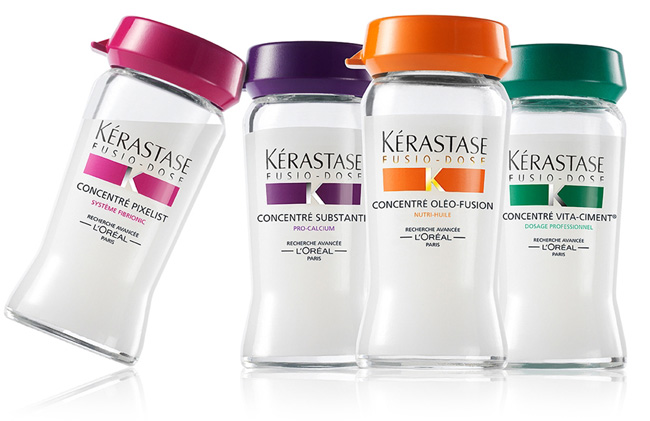 KÉRASTASE
FUSIO-DOSE
K
CONCENTRÉ PIXELIST
SYSTÈME FIBRIONIC
RECHERCHE AVANCÉE
L'ORÉAL
PARIS
KÉRASTASE
FUSIO-DOSE
K
CONCENTRÉ SUBSTANTI
PRO-CALCIUM
RECHERCHE AVANCÉE
L'ORÉAL
PARIS
KÉRASTASE
FUSIO-DOSE
K
CONCENTRÉ OLÉO-FUSION
NUTRI-HUILE
RECHERCHE AVANCÉE
L'ORÉAL
PARIS
KÉRASTASE
FUSIO-DOSE
K
CONCENTRÉ VITA-CIMENT®
DOSAGE PROFESSIONNEL
RECHERCHE AVANCÉE
L'ORÉAL
PARIS